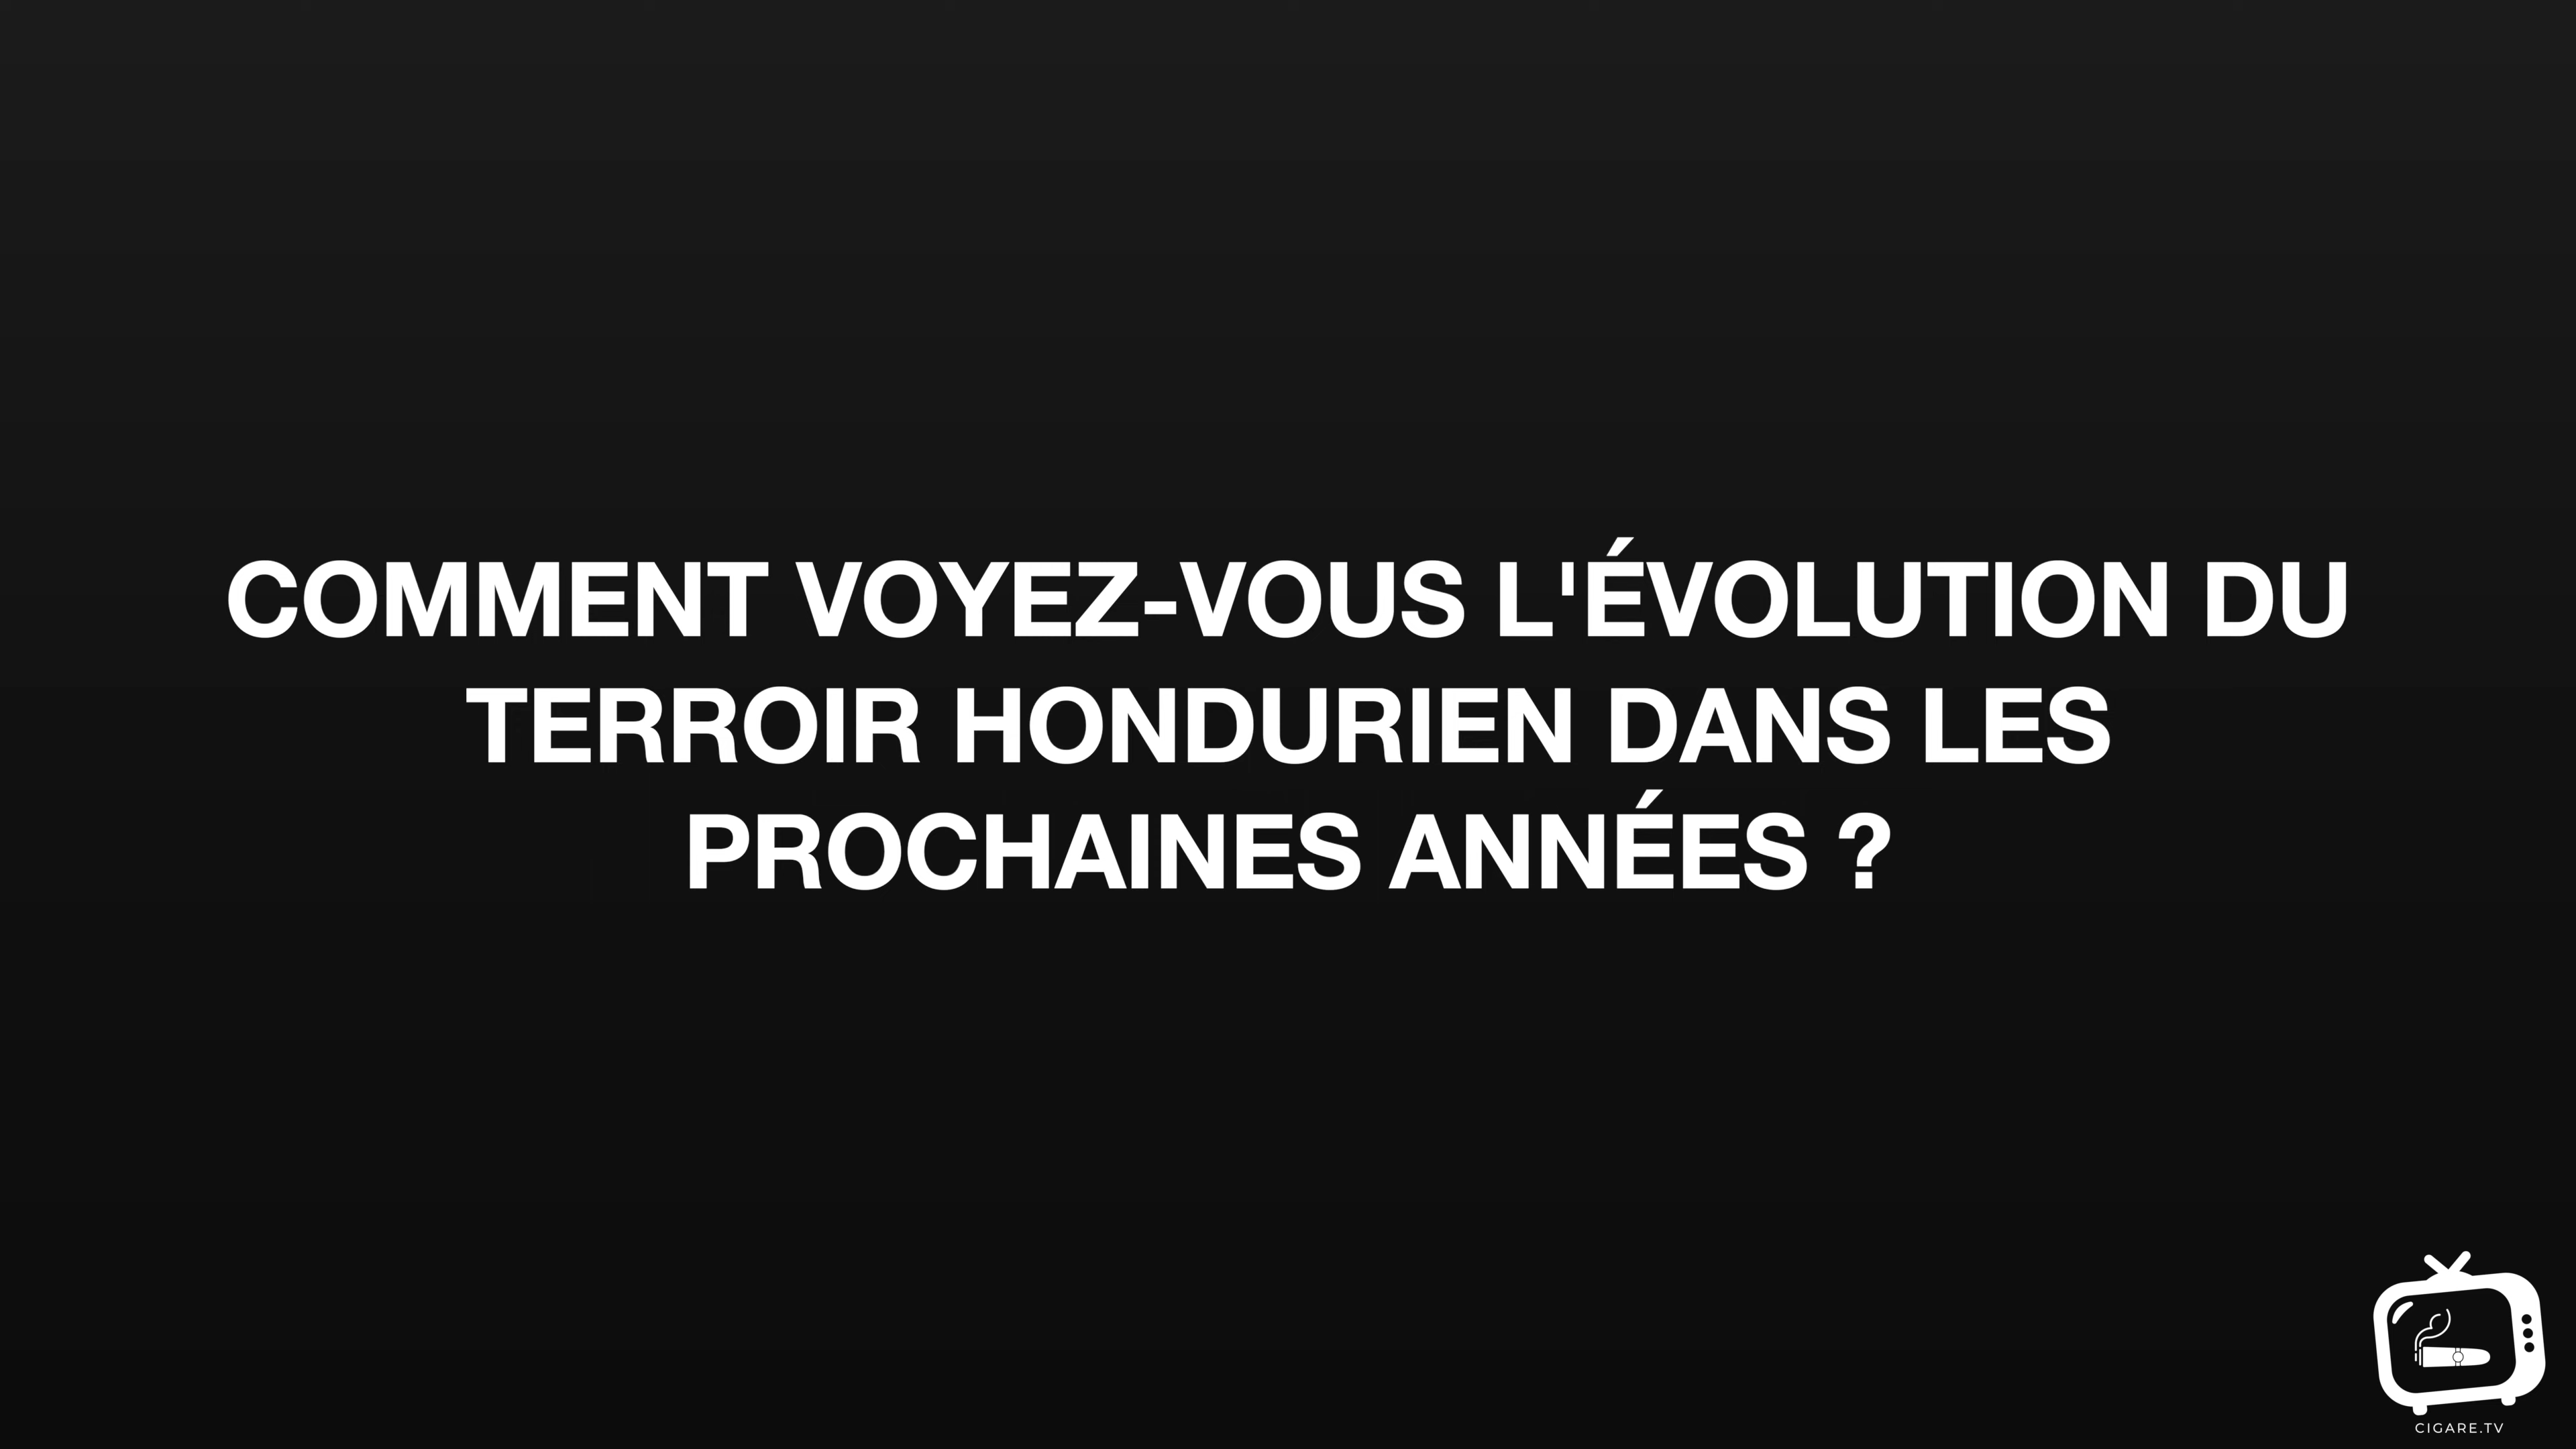 COMMENT VOYEZ-VOUS L'ÉVOLUTION DU
TERROIR HONDURIEN DANS LES
PROCHAINES ANNÉES ?
CIGARE.TV